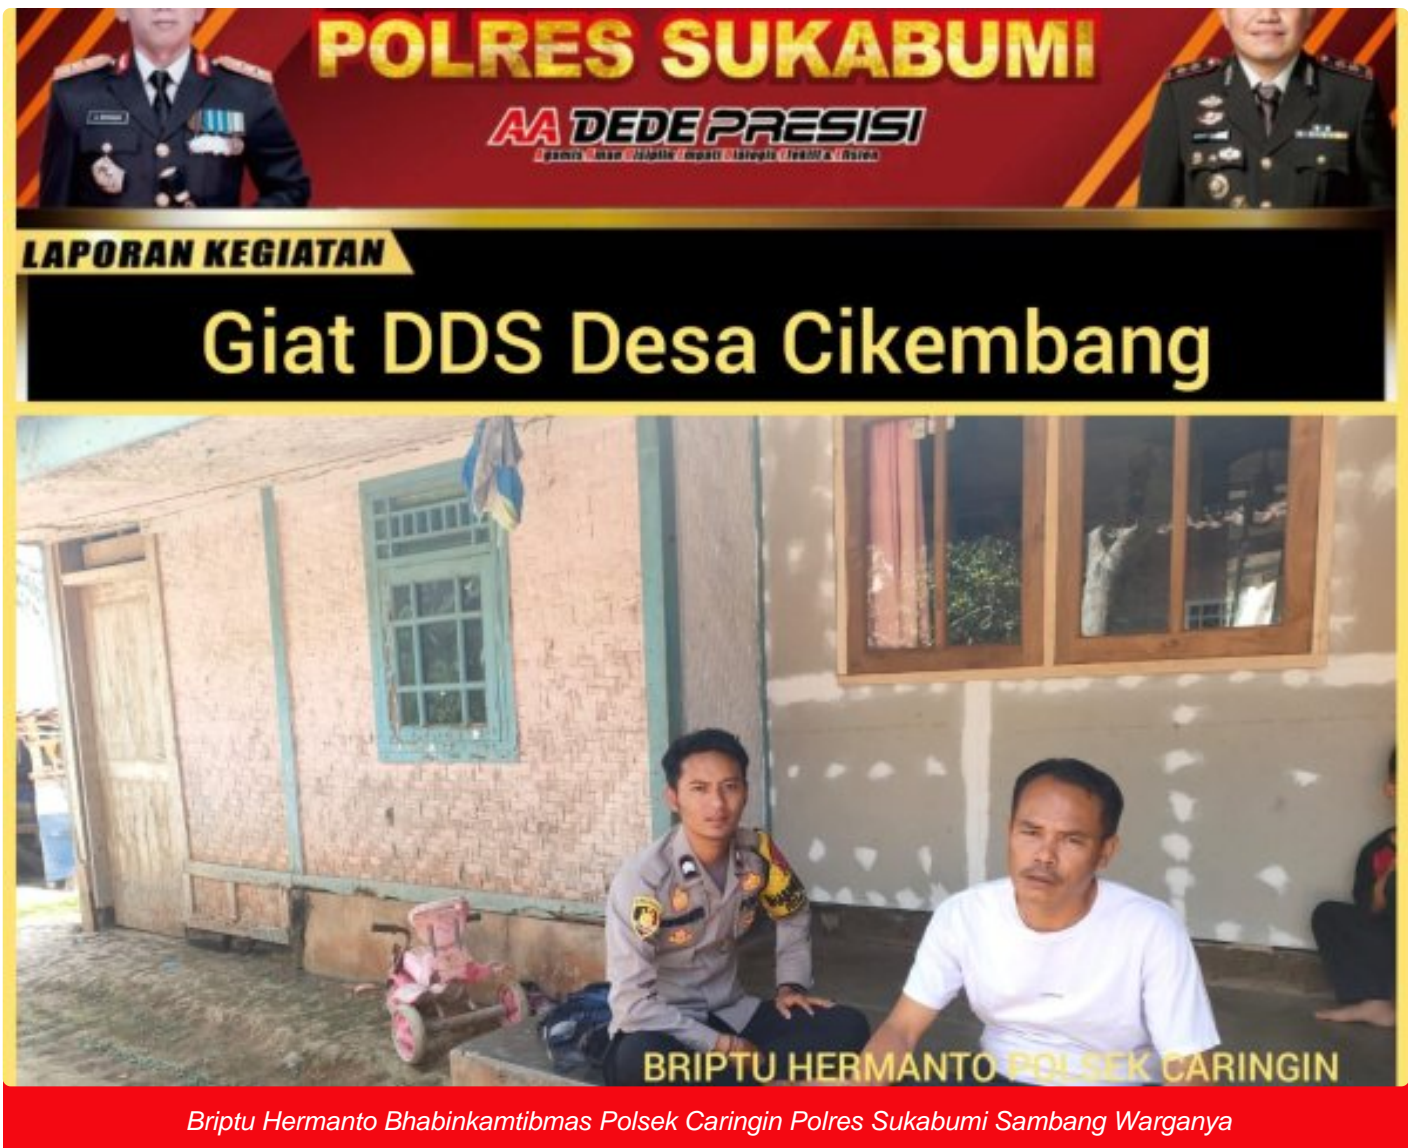 POLRES SUKABUMI
AA DEDE PRESISI
LAPORAN KEGIATAN
Giat DDS Desa Cikembang
BRIPTU HERMANTO POLSEK CARINGIN
Briptu Hermanto Bhabinkamtibmas Polsek Caringin Polres Sukabumi Sambang Warganya